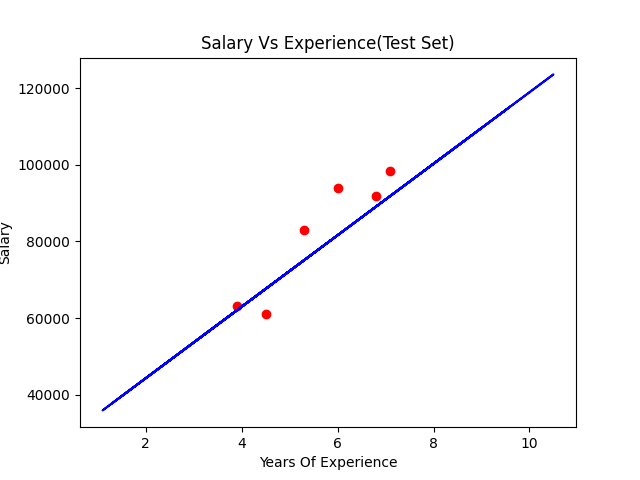 Salary Vs Experience(Test Set)
120000
100000
80000
60000
40000
Salary
2 4 6 8 10
Years Of Experience